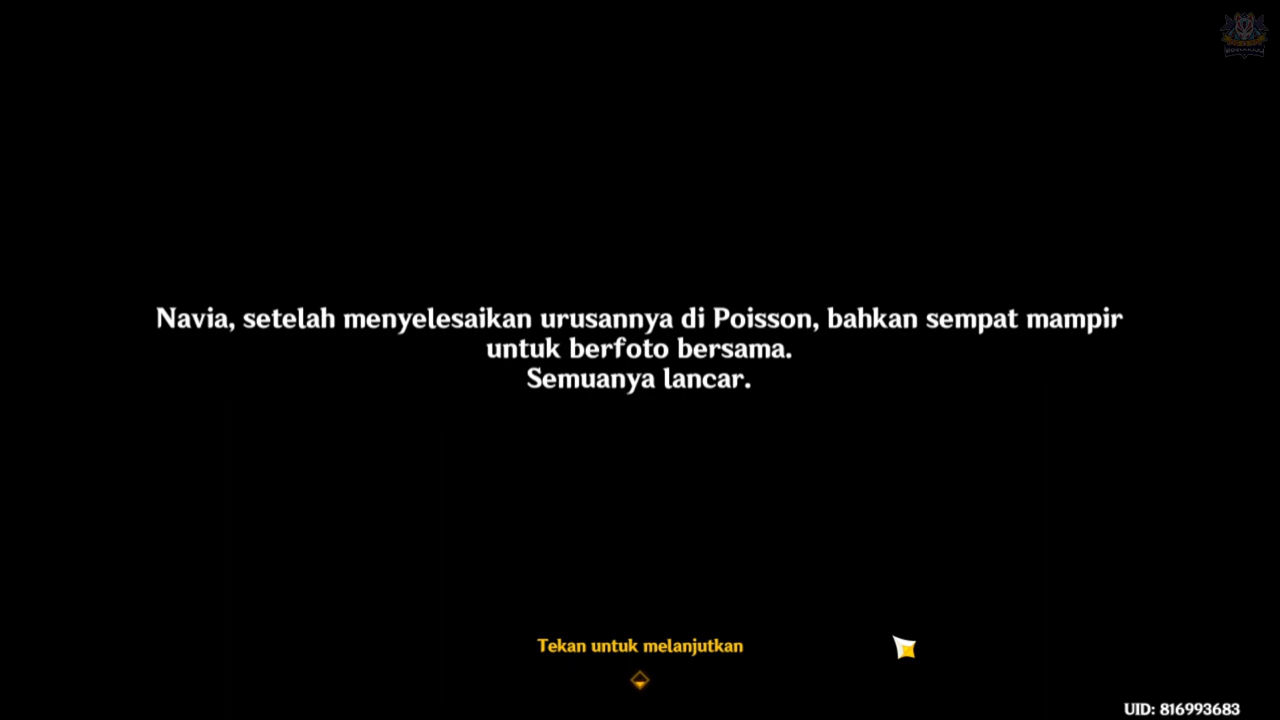 Navia, setelah menyelesaikan urusannya di Poisson, bahkan sempat mampir
untuk berfoto bersama.
Semuanya lancar.
Tekan untuk melanjutkan
UID: 816993683